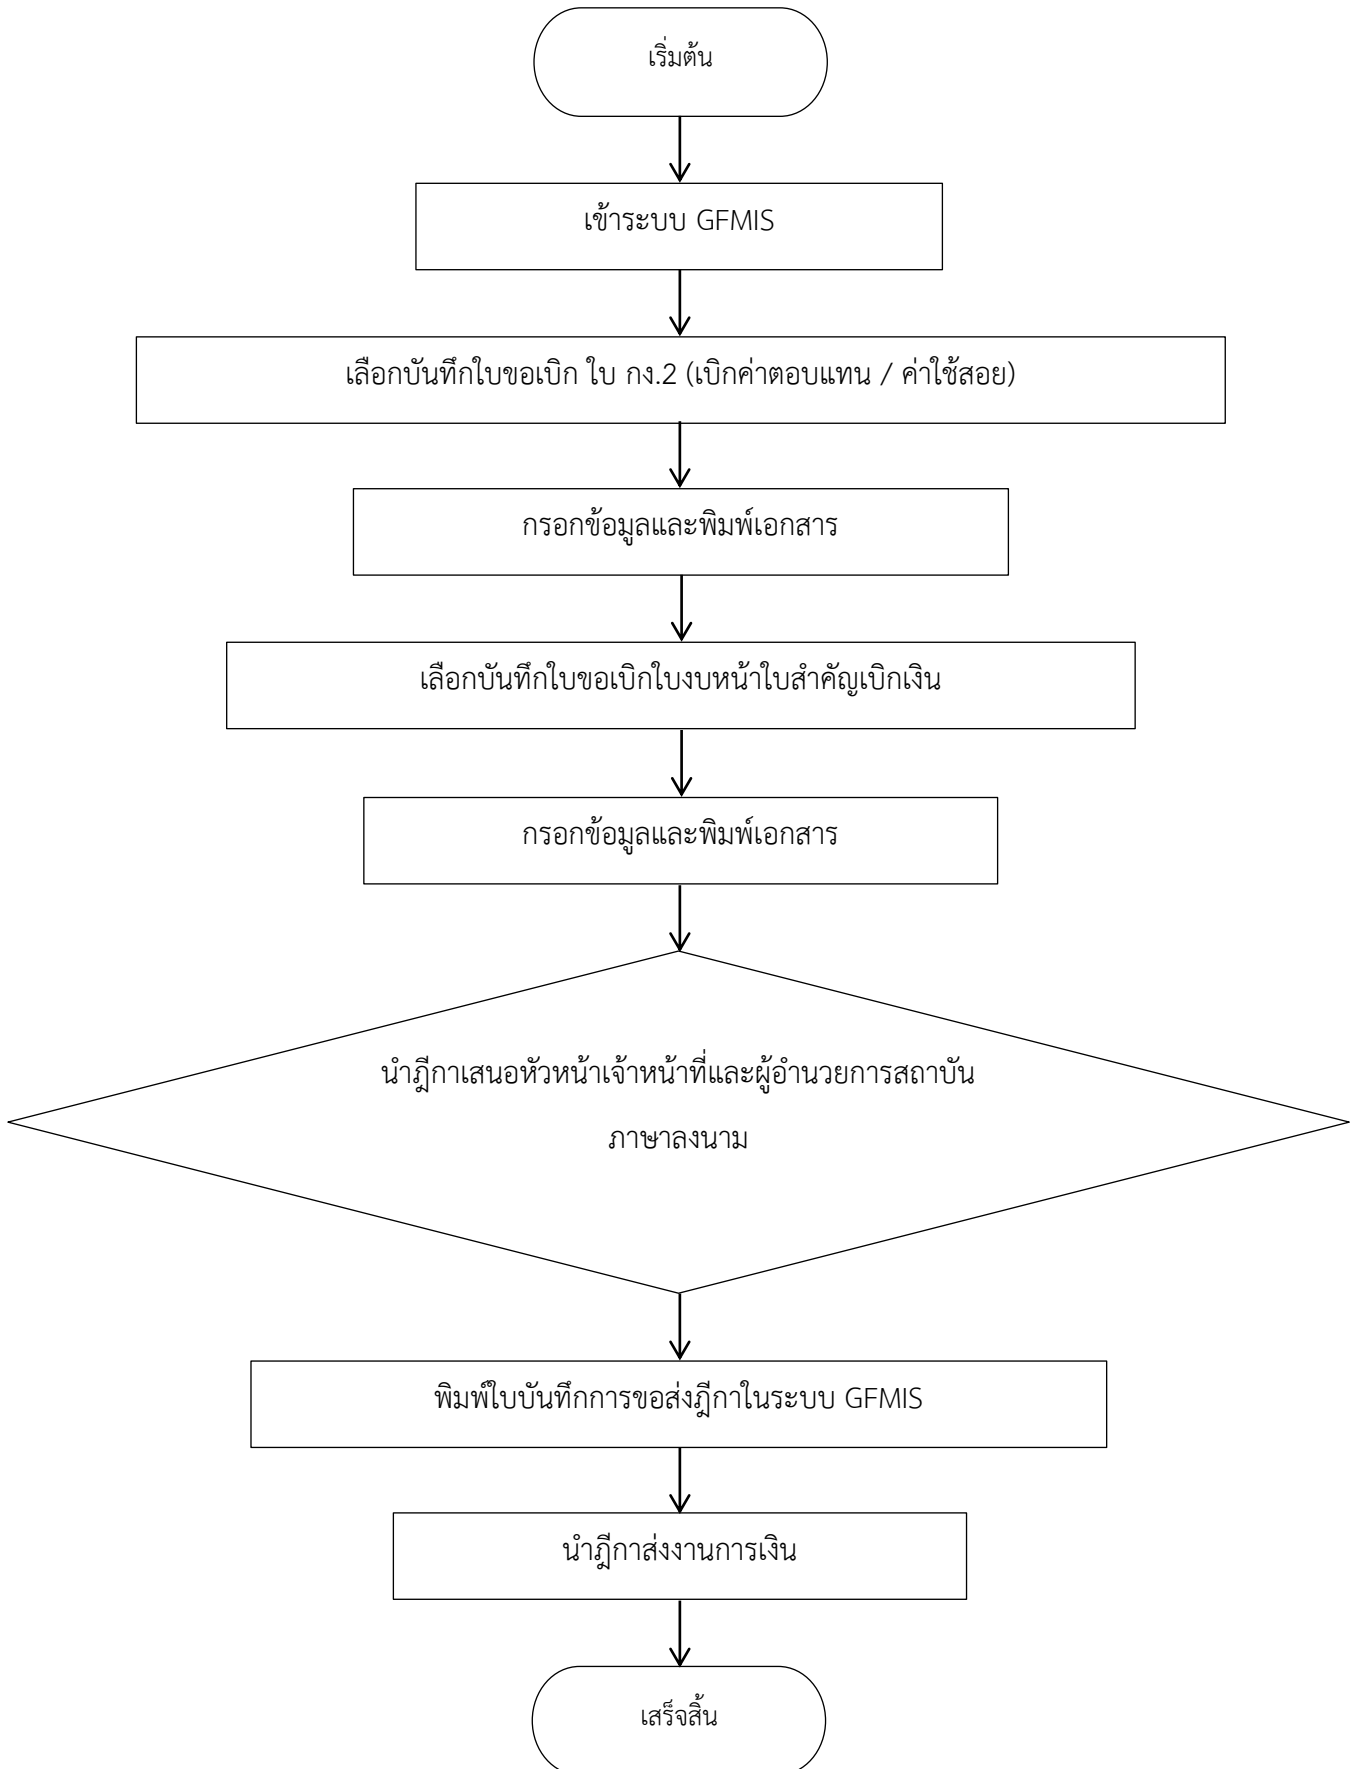 เริ่มต้น
เข้าระบบ GFMIS
เลือกบันทึกใบขอเบิก ใบ กง.2 (เบิกค่าตอบแทน / ค่าใช้สอย)
กรอกข้อมูลและพิมพ์เอกสาร
เลือกบันทึกใบขอเบิกใบงบหน้าใบสำคัญเบิกเงิน
กรอกข้อมูลและพิมพ์เอกสาร
นำฎีกาเสนอหัวหน้าเจ้าหน้าที่และผู้อำนวยการสถาบัน
ภาษาลงนาม
พิมพ์ใบบันทึกการขอส่งฎีกาในระบบ GFMIS
นำฎีกาส่งงานการเงิน
เสร็จสิ้น